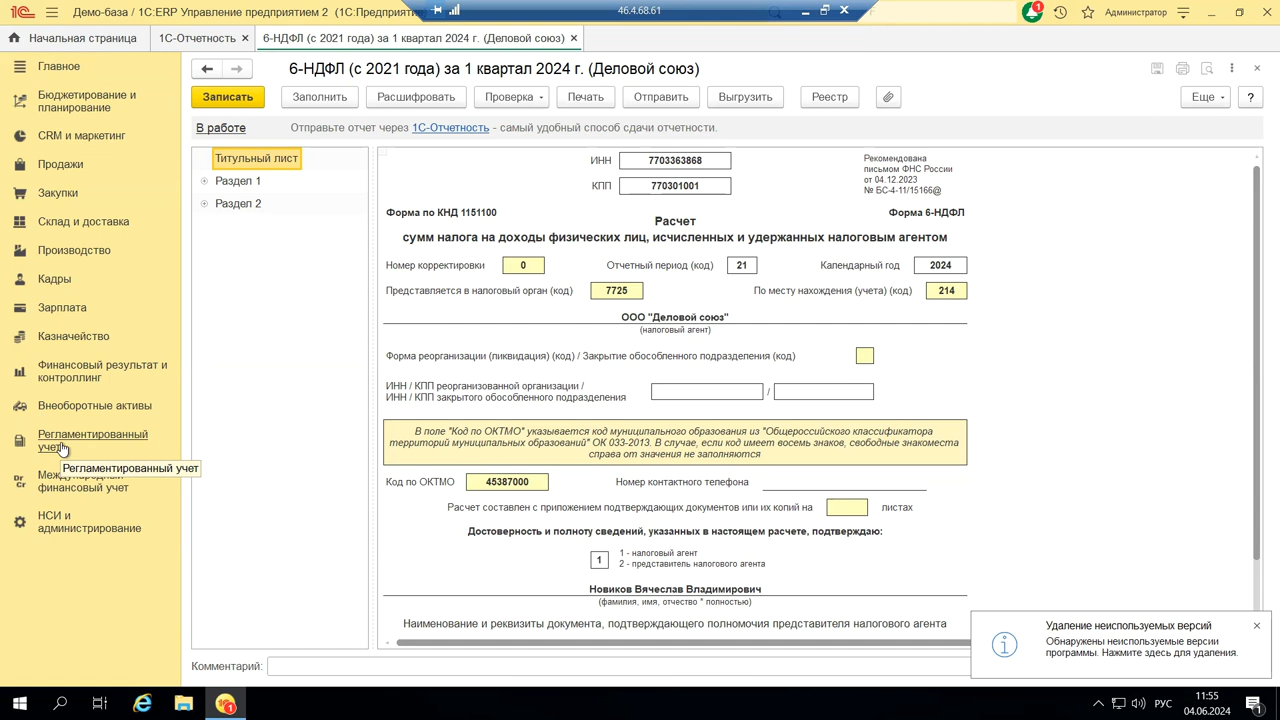 Демо-база / 1C:ERP Управление предприятием 2 (1С:Предприяти
46.4.68.61
1
Администратор
Начальная страница
1С-Отчетность
6-НДФЛ (с 2021 года) за 1 квартал 2024 г. (Деловой союз)
Главное
Бюджетирование и
планирование
CRM и маркетинг
Продажи
Закупки
Склад и доставка
Производство
Кадры
Зарплата
Казначейство
Финансовый результат и
контроллинг
Внеоборотные активы
Регламентированный
учет
Регламентированный учет
Международный
финансовый учет
НСИ и
администрирование
6-НДФЛ (с 2021 года) за 1 квартал 2024 г. (Деловой союз)
Записать
Заполнить
Расшифровать
Проверка
Печать
Отправить
Выгрузить
Реестр
Еще
?
В работе
Отправьте отчет через 1С-Отчетность - самый удобный способ сдачи отчетности.
Титульный лист
Раздел 1
Раздел 2
ИНН 7703363868
КПП 770301001
Рекомендована
письмом ФНС России
от 04.12.2023
№ БС-4-11/15166@
Форма по КНД 1151100
Форма 6-НДФЛ
Расчет
сумм налога на доходы физических лиц, исчисленных и удержанных налоговым агентом
Номер корректировки 0 Отчетный период (код) 21 Календарный год 2024
Представляется в налоговый орган (код) 7725 По месту нахождения (учета) (код) 214
ООО "Деловой союз"
(налоговый агент)
Форма реорганизации (ликвидация) (код) / Закрытие обособленного подразделения (код)
ИНН / КПП реорганизованной организации /
ИНН / КПП закрытого обособленного подразделения
/
В поле "Код по ОКТМО" указывается код муниципального образования из "Общероссийского классификатора
территорий муниципальных образований" ОК 033-2013. В случае, если код имеет восемь знаков, свободные знакоместа
справа от значения не заполняются
Код по ОКТМО 45387000 Номер контактного телефона
Расчет составлен с приложением подтверждающих документов или их копий на листах
Достоверность и полноту сведений, указанных в настоящем расчете, подтверждаю:
1
1 - налоговый агент
2 - представитель налогового агента
Новиков Вячеслав Владимирович
(фамилия, имя, отчество * полностью)
Наименование и реквизиты документа, подтверждающего полномочия представителя налогового агента
Удаление неиспользуемых версий
Обнаружены неиспользуемые версии
программы. Нажмите здесь для удаления.
Комментарий:
РУС
11:55
04.06.2024